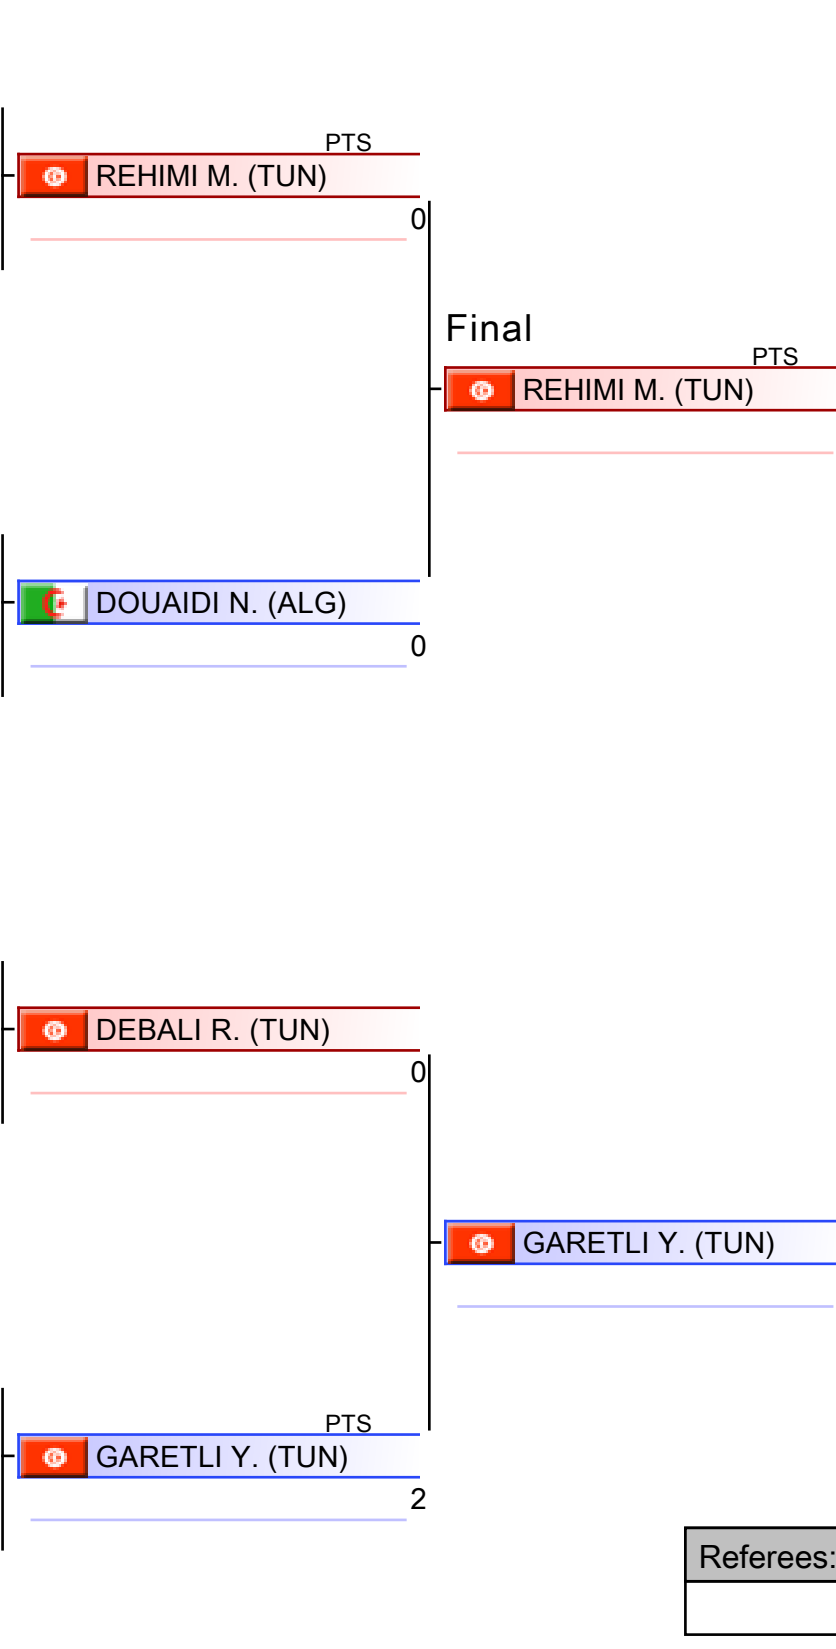 PTS
REHIMI M. (TUN)
0
Final
PTS
REHIMI M. (TUN)
DOUAIDI N. (ALG)
0
DEBALI R. (TUN)
0
GARETLI Y. (TUN)
PTS
GARETLI Y. (TUN)
2
Referees: